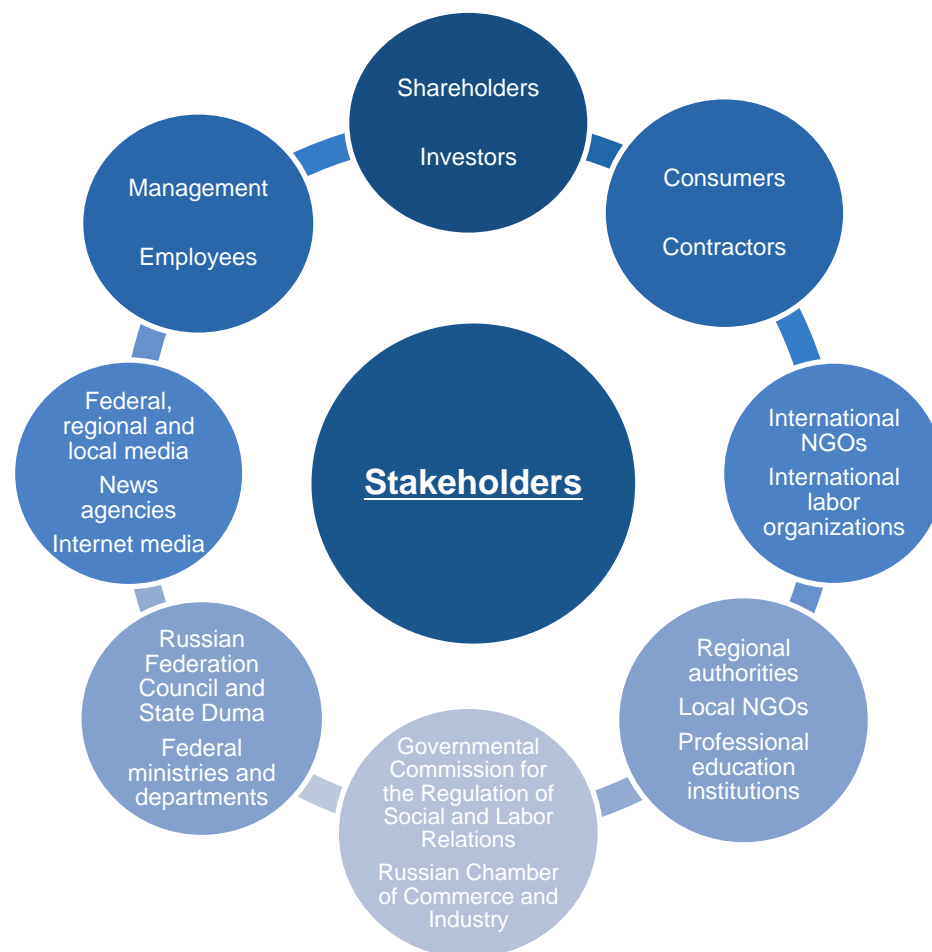 Shareholders
Investors
Consumers
Contractors
International
NGOs
International
labor
organizations
Regional
authorities
Local NGOs
Professional
education
institutions
Governmental
Commission for
the Regulation of
Social and Labor
Relations
Russian Chamber
of Commerce and
Industry
Russian
Federation
Council and
State Duma
Federal
ministries and
departments
Federal,
regional and
local media
News
agencies
Internet media
Management
Employees
Stakeholders